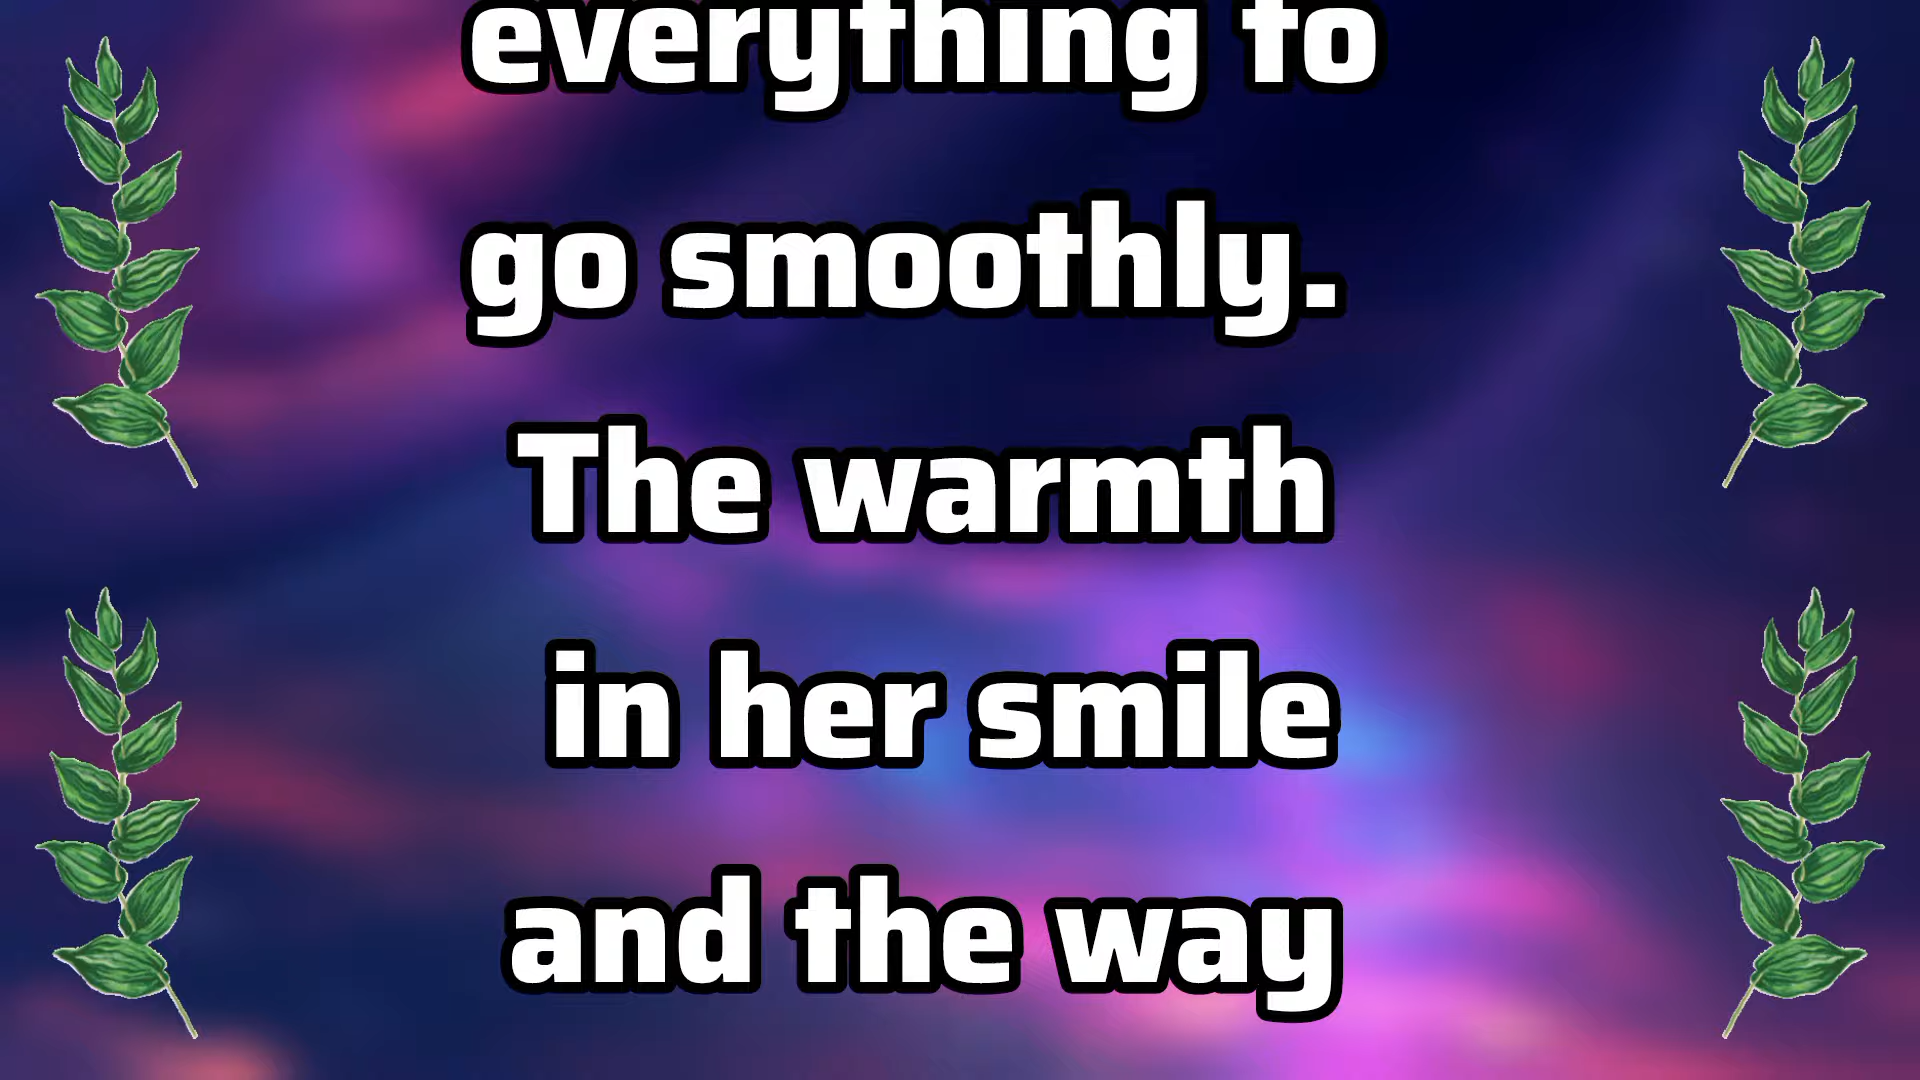 everything to
go smoothly.
The warmth
in her smile
and the way